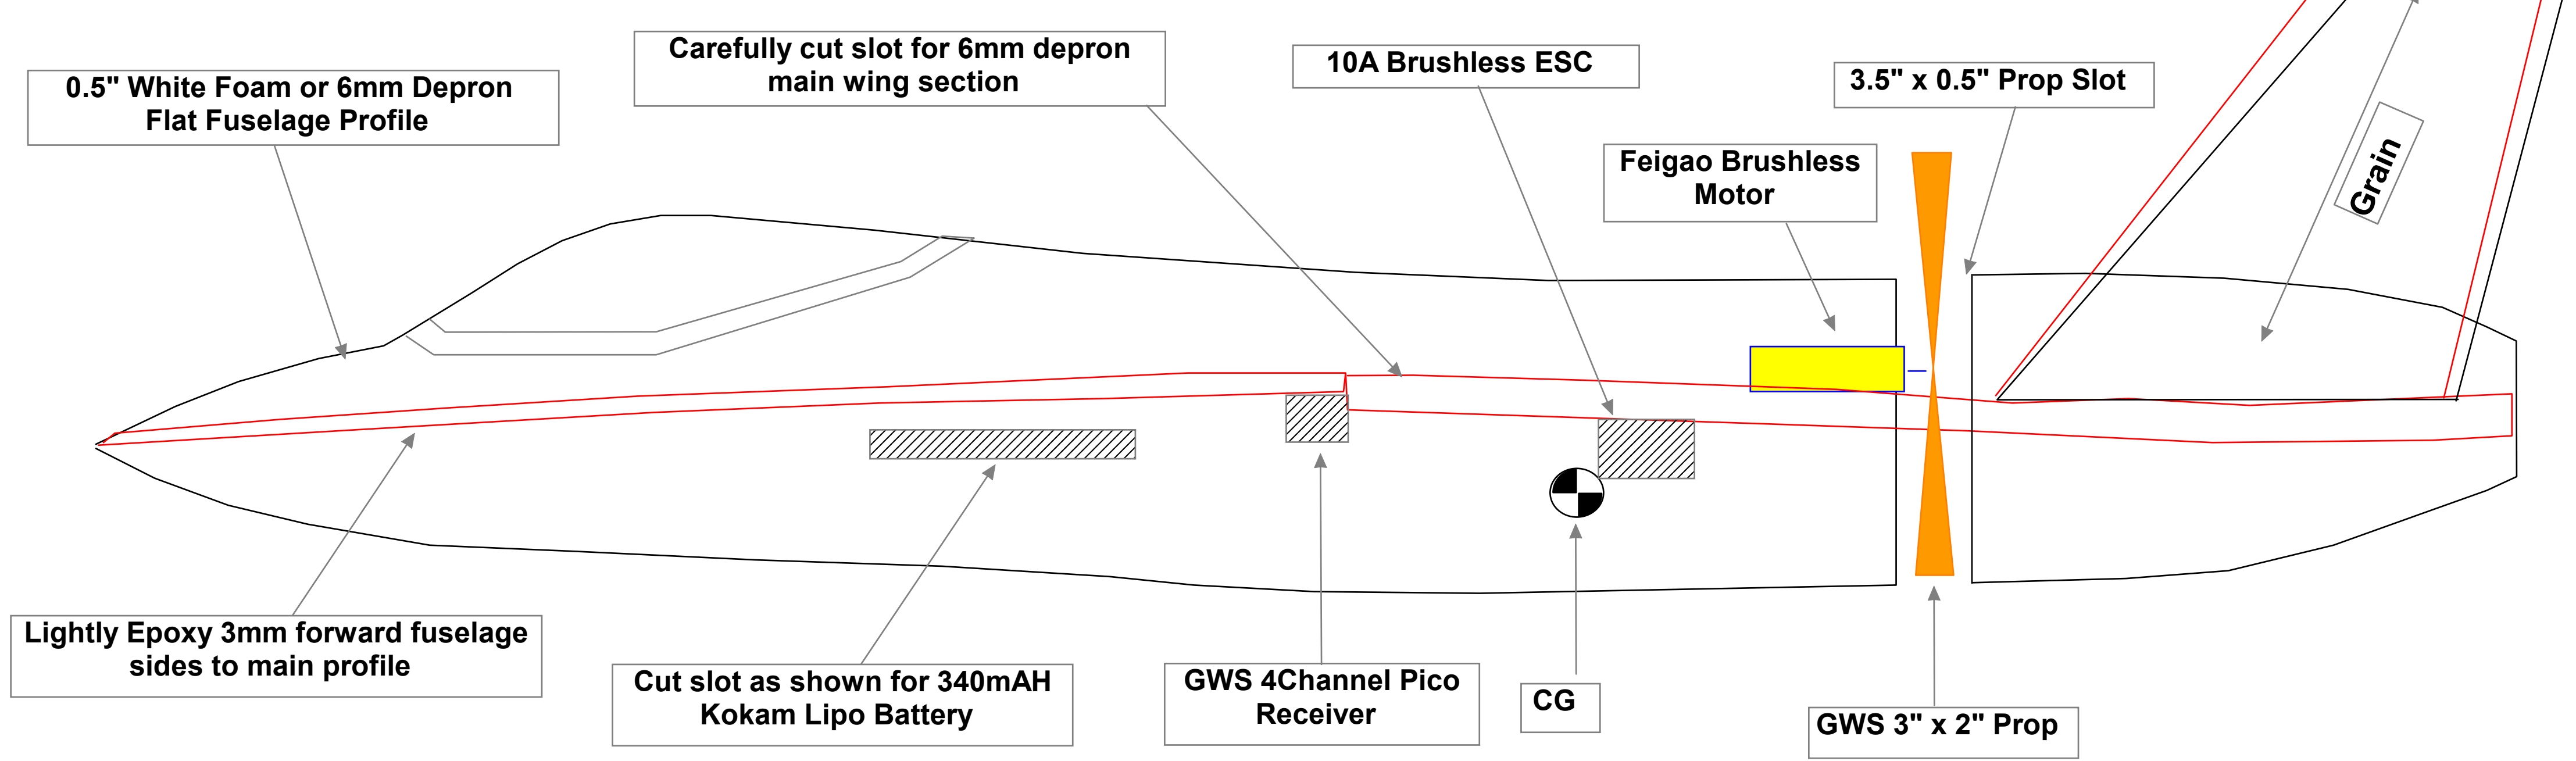 0.5" White Foam or 6mm Depron
Flat Fuselage Profile
Carefully cut slot for 6mm depron
main wing section
10A Brushless ESC
3.5" x 0.5" Prop Slot
Feigao Brushless
Motor
Grain
Lightly Epoxy 3mm forward fuselage
sides to main profile
Cut slot as shown for 340mAH
Kokam Lipo Battery
GWS 4Channel Pico
Receiver
CG
GWS 3" x 2" Prop